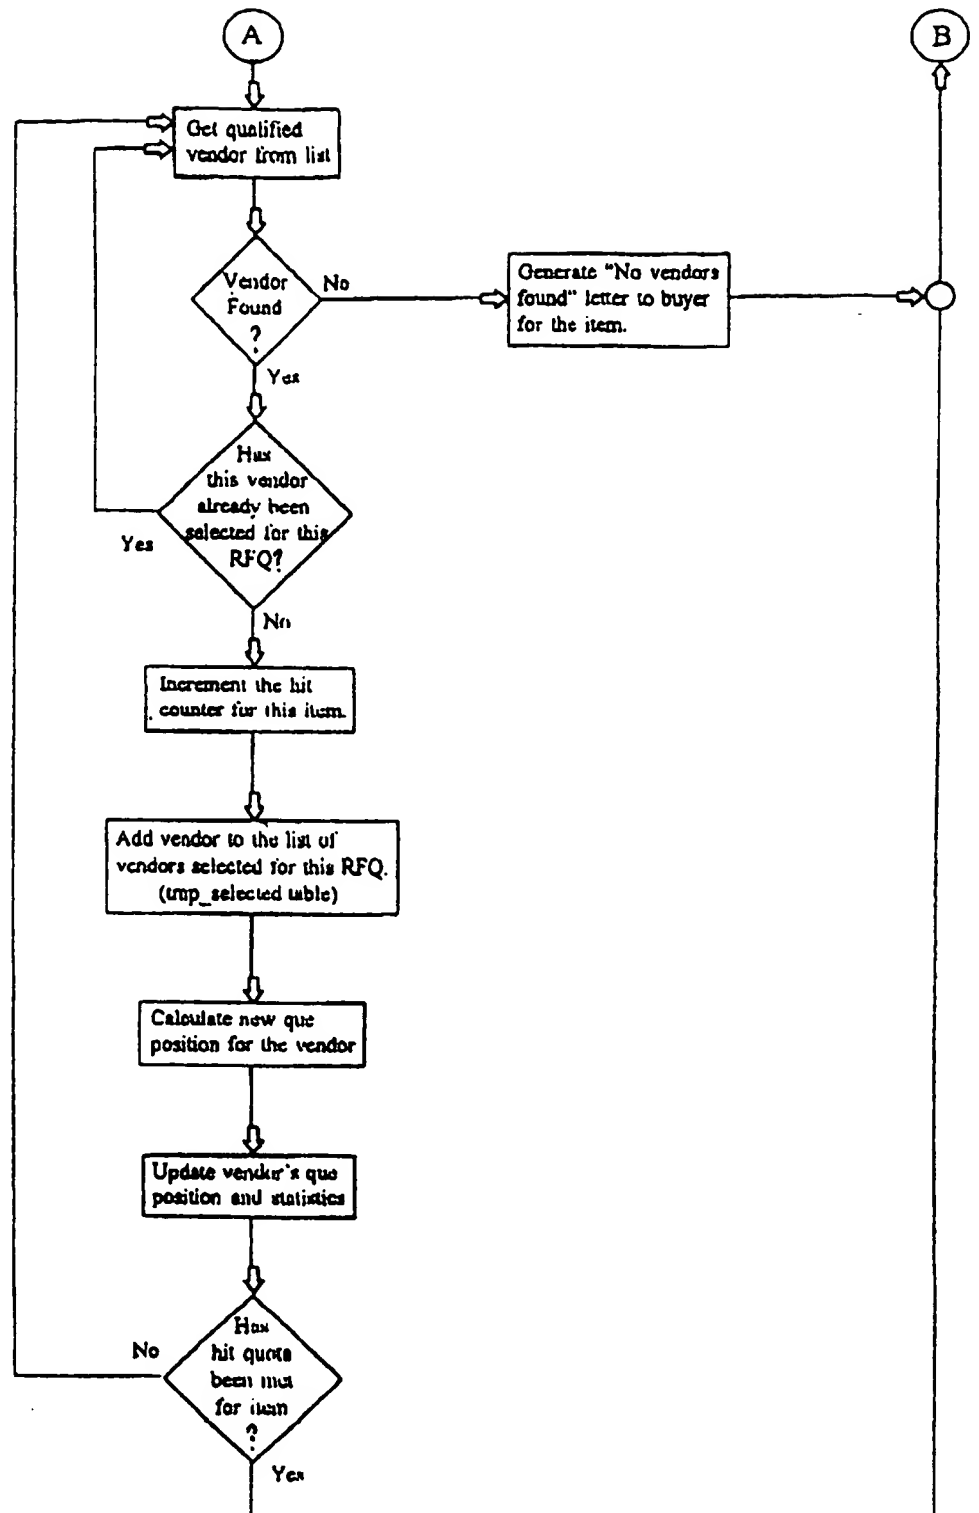 A
B
Get qualified
vendor from list
Vendor
Found
?
No
Generate "No vendors
found" letter to buyer
for the item.
Yes
Has
this vendor
already been
selected for this
RFQ?
Yes
No
Increment the hit
counter for this item.
Add vendor to the list of
vendors selected for this RFQ.
(tmp_selected table)
Calculate new que
position for the vendor
Update vendor's que
position and statistics
Has
hit quota
been met
for item
?
No
Yes